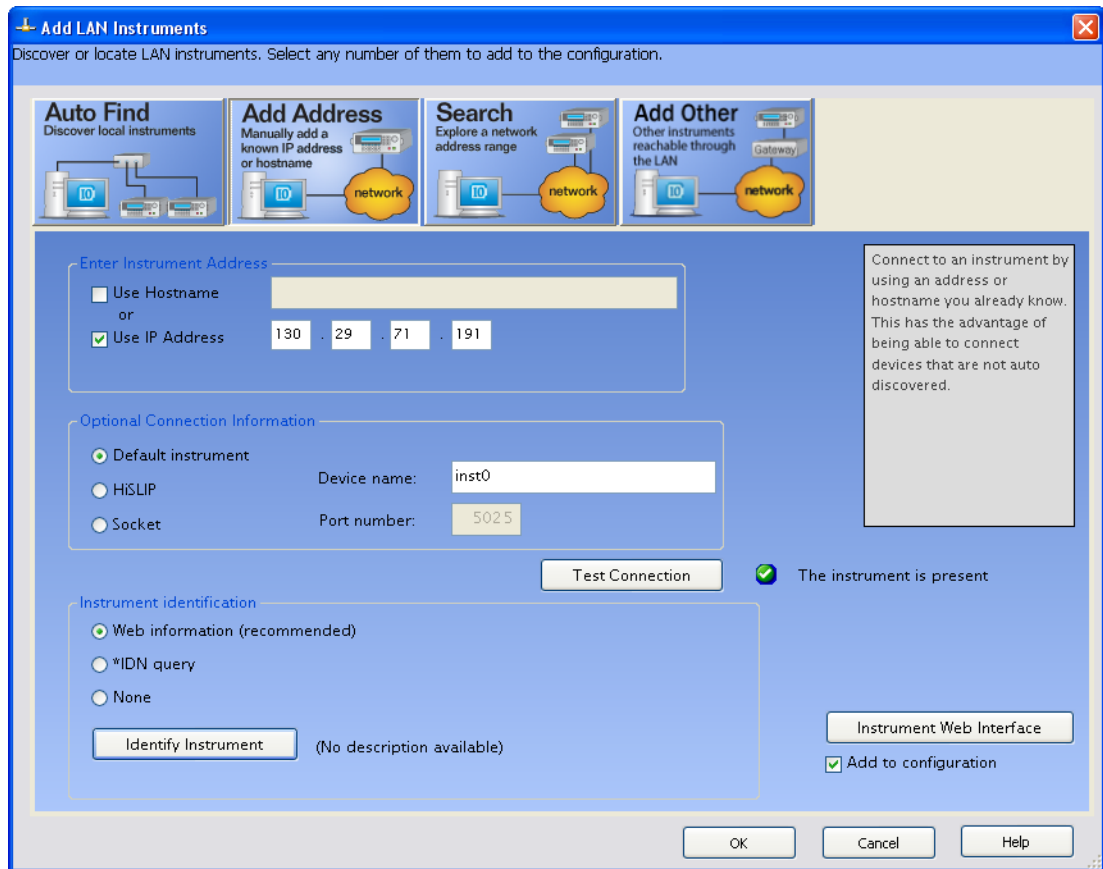 Add LAN Instruments
Discover or locate LAN instruments. Select any number of them to add to the configuration.
Auto Find
Discover local instruments
IO
Add Address
Manually add a
known IP address
or hostname
IO
network
Search
Explore a network
address range
IO
network
Add Other
Other instruments
reachable through
the LAN
Gateway
IO
network
Enter Instrument Address
Use Hostname
or
Use IP Address
130 . 29 . 71 . 191
Connect to an instrument by
using an address or
hostname you already know.
This has the advantage of
being able to connect
devices that are not auto
discovered.
Optional Connection Information
Default instrument
HiSLIP
Socket
Device name: inst0
Port number: 5025
Test Connection
The instrument is present
Instrument identification
Web information (recommended)
*IDN query
None
Identify Instrument
(No description available)
Instrument Web Interface
Add to configuration
OK
Cancel
Help